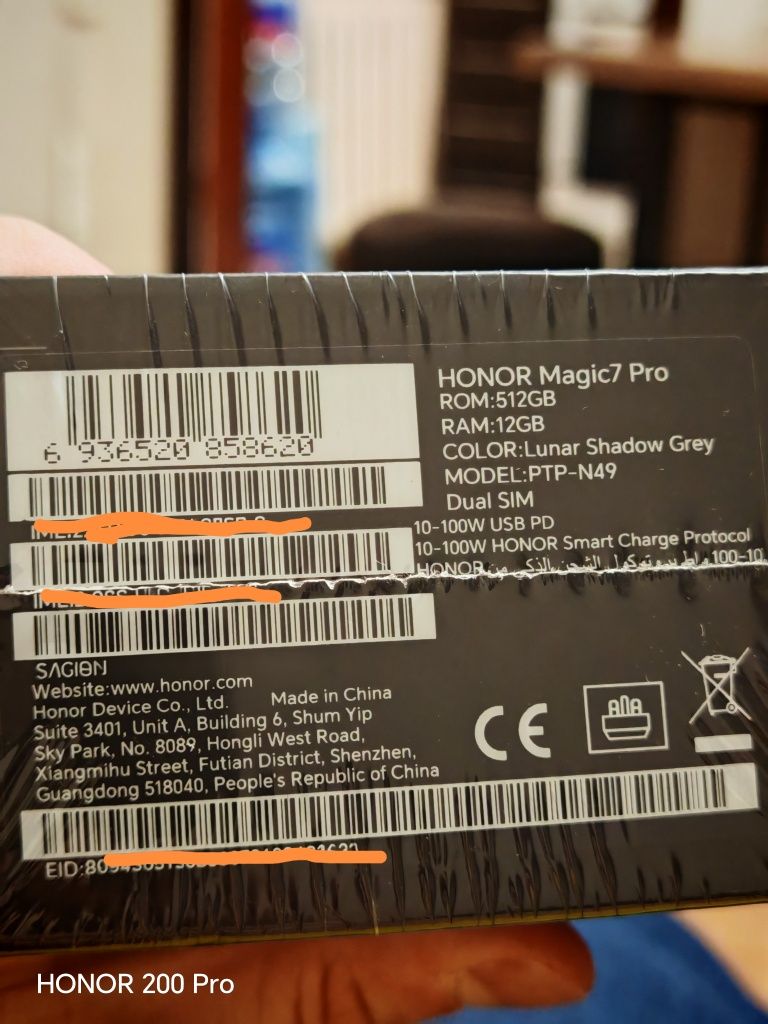 HONOR Magic7 Pro
ROM:512GB
RAM:12GB
COLOR:Lunar Shadow Grey
MODEL:PTP-N49
Dual SIM
10-100W USB PD
10-100W HONOR Smart Charge Protocol
HONOR 100-10
6 936520 858620
SAGION
Website:www.honor.com
Honor Device Co., Ltd. Made in China
Suite 3401, Unit A, Building 6, Shum Yip
Sky Park, No. 8089, Hongli West Road,
Xiangmihu Street, Futian District, Shenzhen,
Guangdong 518040, People's Republic of China
CE
EID:
HONOR 200 Pro